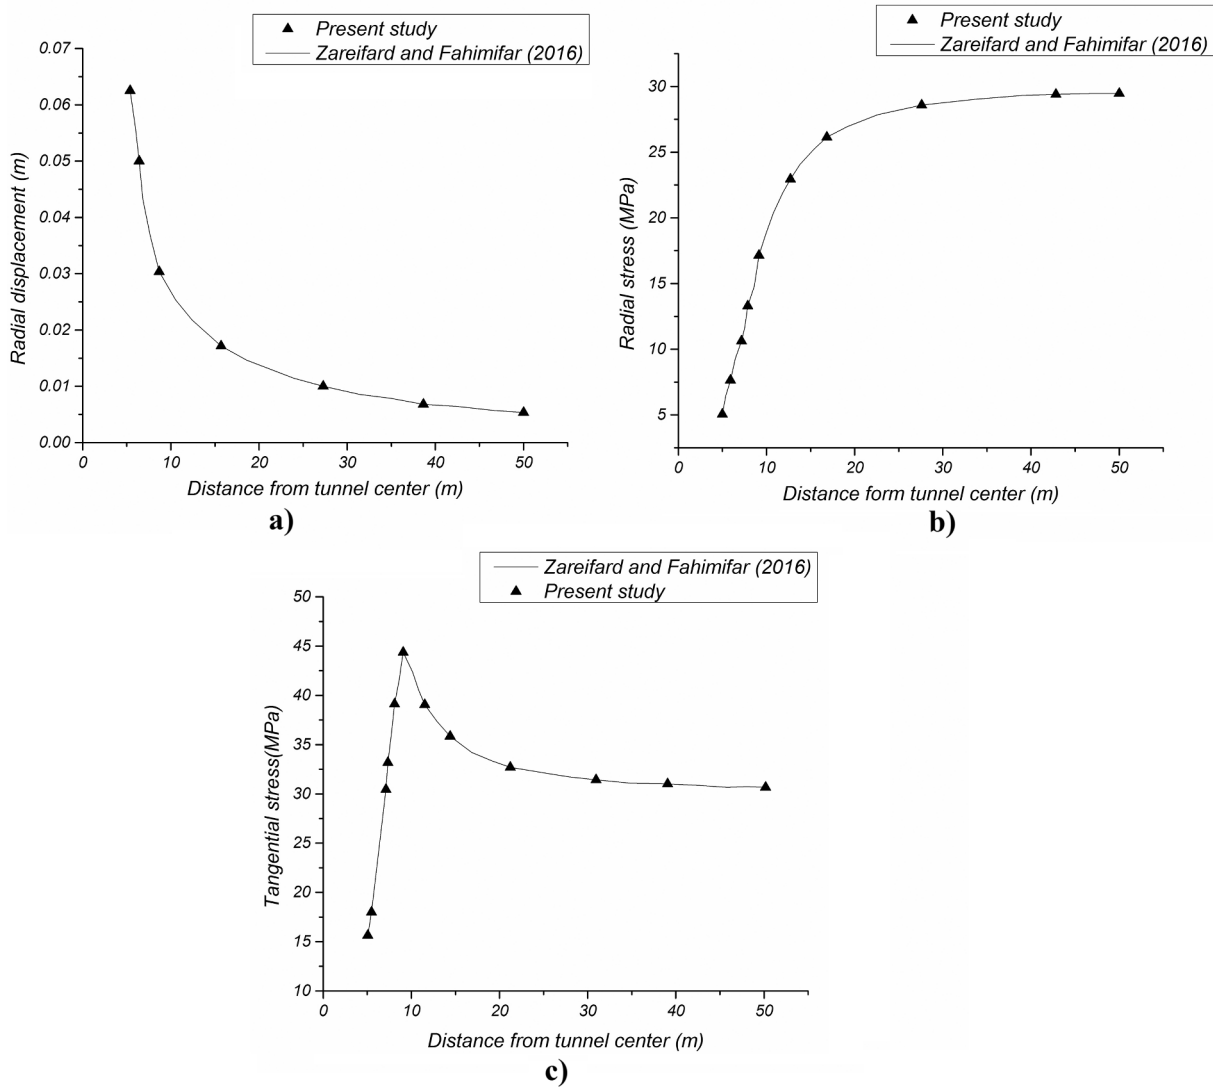 Present study
Zareifard and Fahimifar (2016)
0.07
0.06
0.05
0.04
0.03
0.02
0.01
0.00
Radial displacement (m)
0 10 20 30 40 50
Distance from tunnel center (m)
a)
Present study
Zareifard and Fahimifar (2016)
30
25
20
15
10
5
Radial stress (MPa)
0 10 20 30 40 50
Distance form tunnel center (m)
b)
Zareifard and Fahimifar (2016)
Present study
50
45
40
35
30
25
20
15
10
Tangential stress(MPa)
0 10 20 30 40 50
Distance from tunnel center (m)
c)